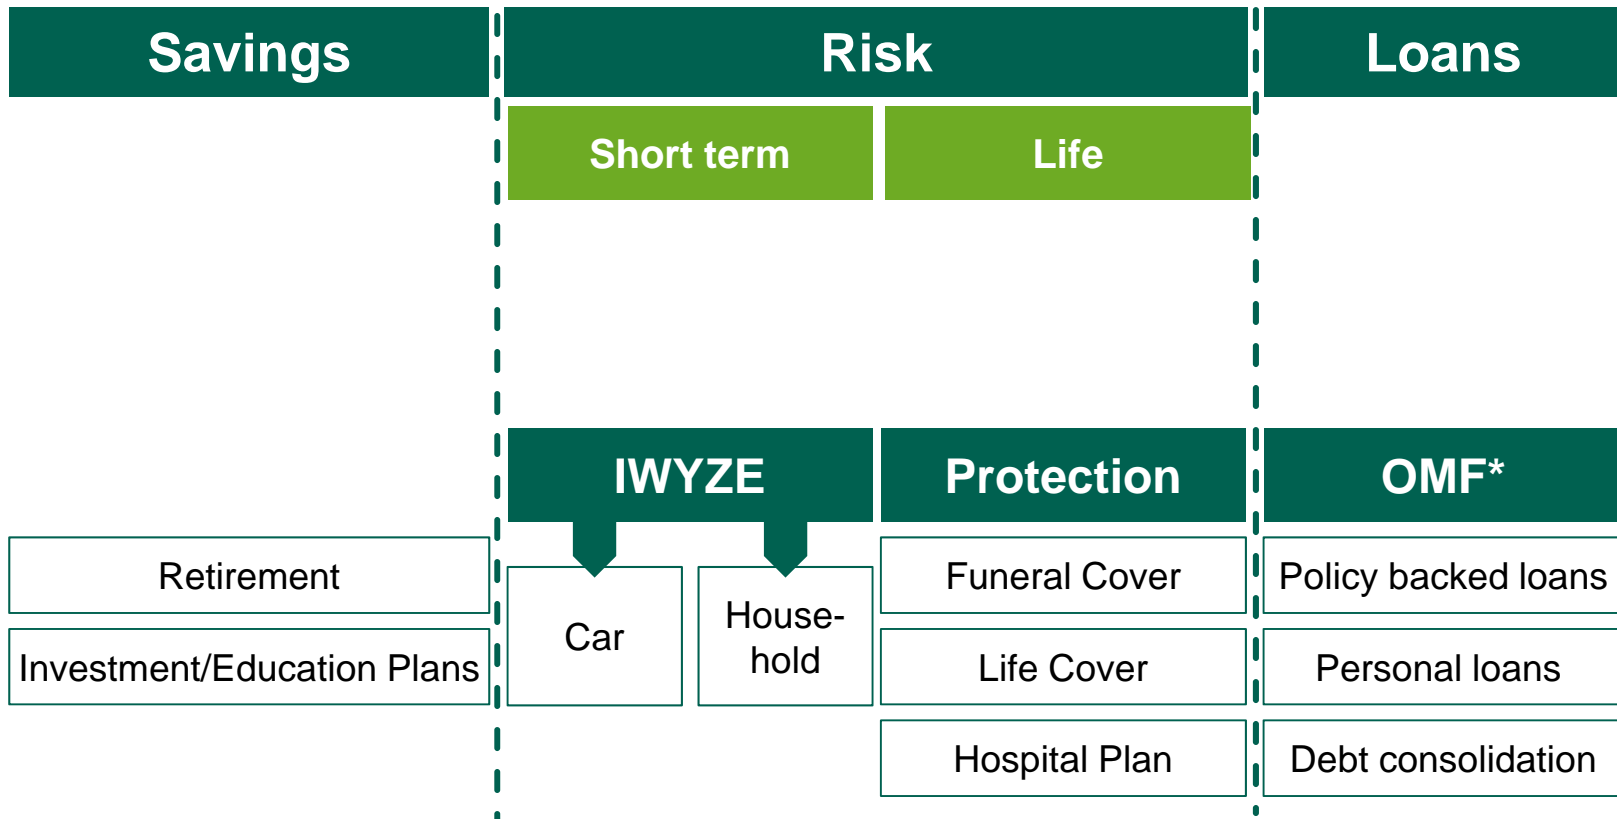 Savings
Risk
Loans
Short term
Life
IWYZE
Protection
OMF*
Retirement
Investment/Education Plans
Car
House-
hold
Funeral Cover
Life Cover
Hospital Plan
Policy backed loans
Personal loans
Debt consolidation